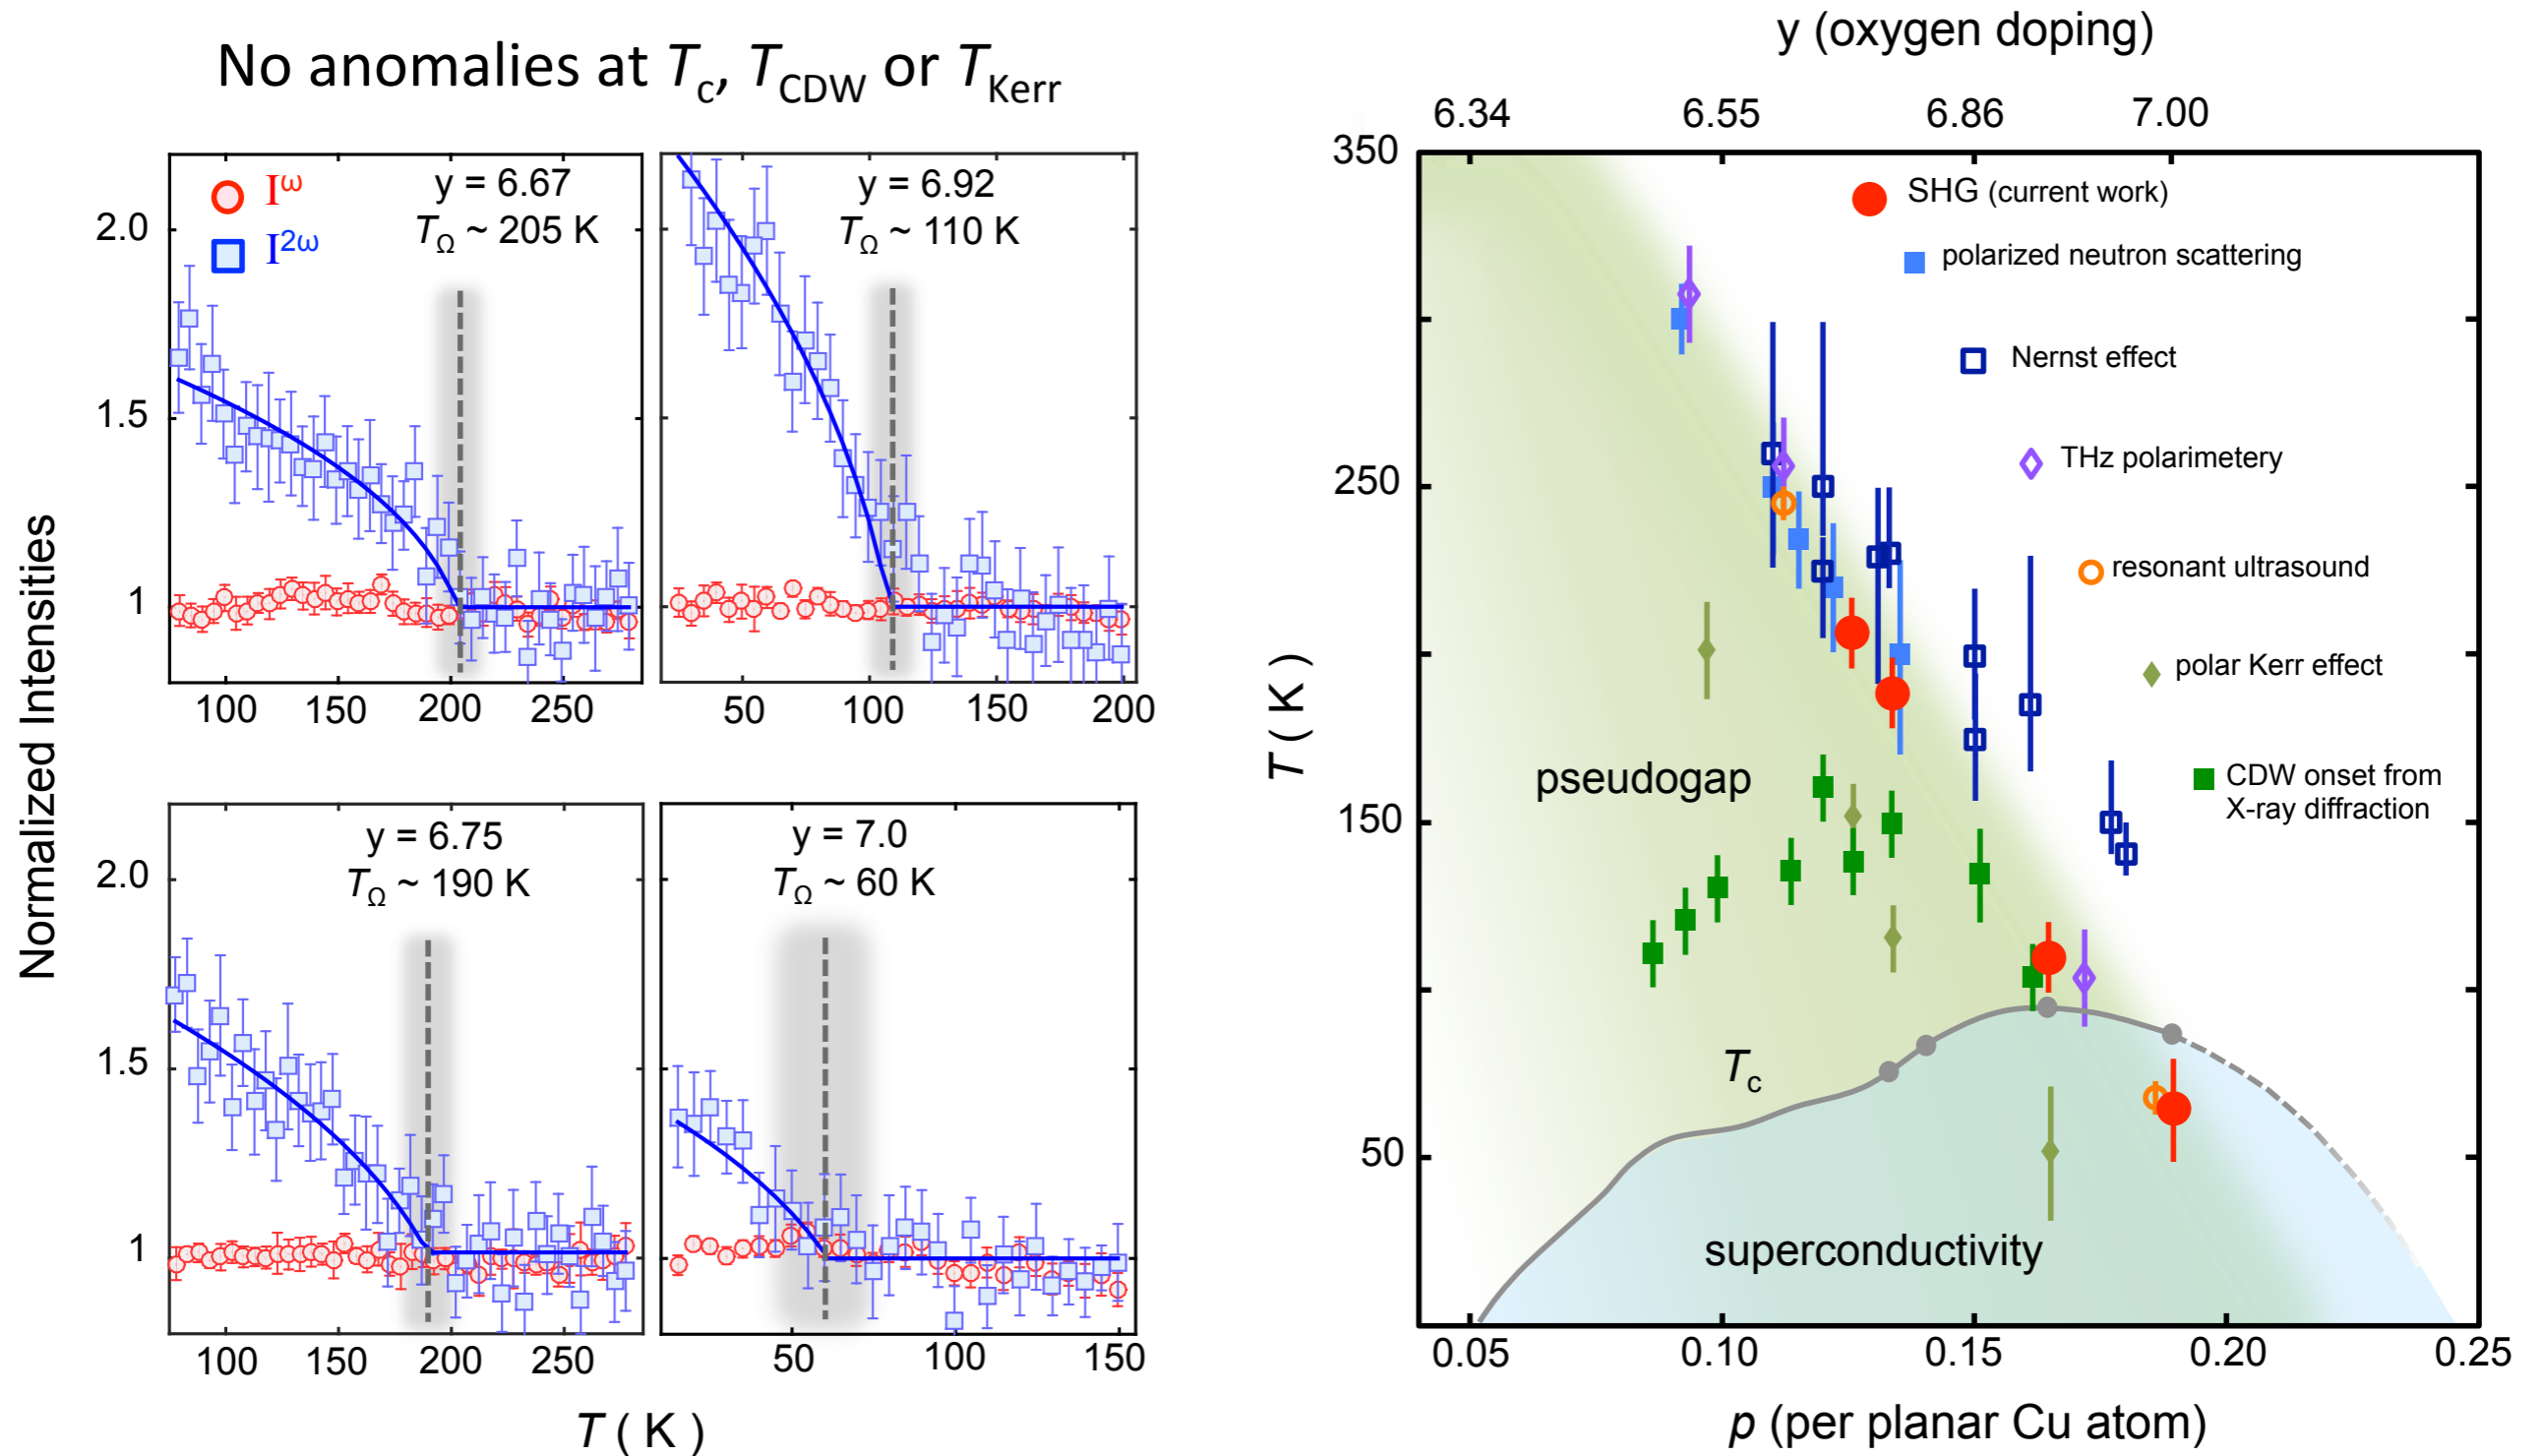 No anomalies at Tc, TCDW or TKerr
Normalized Intensities
Iω
I2ω
y = 6.67
TΩ ~ 205 K
2.0
1.5
1
100 150 200 250
y = 6.92
TΩ ~ 110 K
50 100 150 200
y = 6.75
TΩ ~ 190 K
2.0
1.5
1
100 150 200 250
y = 7.0
TΩ ~ 60 K
50 100 150
T ( K )
y (oxygen doping)
6.34 6.55 6.86 7.00
350
250
150
50
T ( K )
SHG (current work)
polarized neutron scattering
Nernst effect
THz polarimetery
resonant ultrasound
polar Kerr effect
CDW onset from
X-ray diffraction
pseudogap
Tc
superconductivity
0.05 0.10 0.15 0.20 0.25
p (per planar Cu atom)